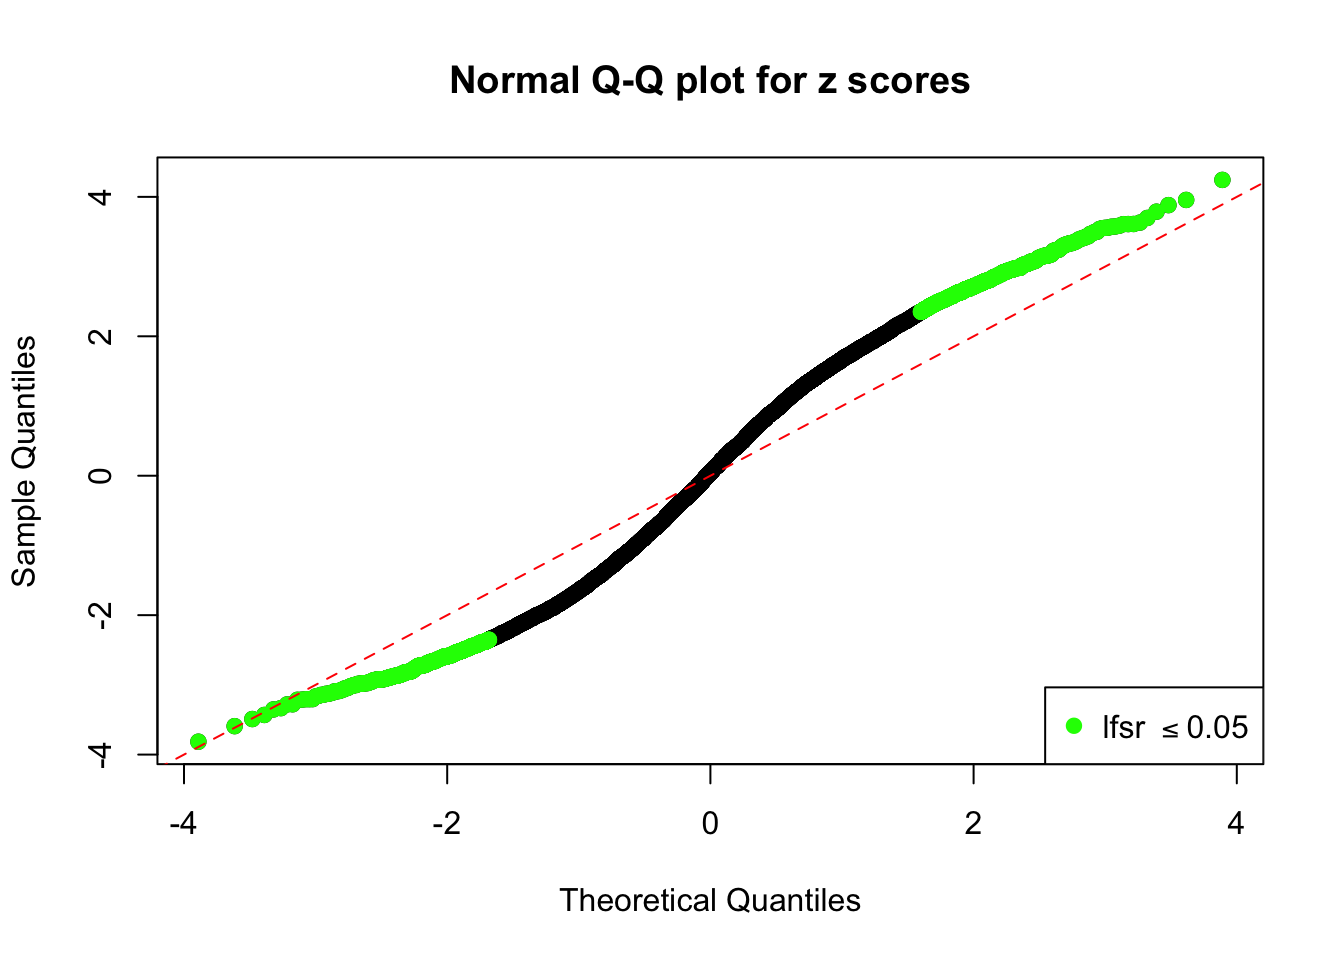 Normal Q-Q plot for z scores
4
2
0
-2
-4
Sample Quantiles
lfsr ≤ 0.05
-4
-2
0
2
4
Theoretical Quantiles